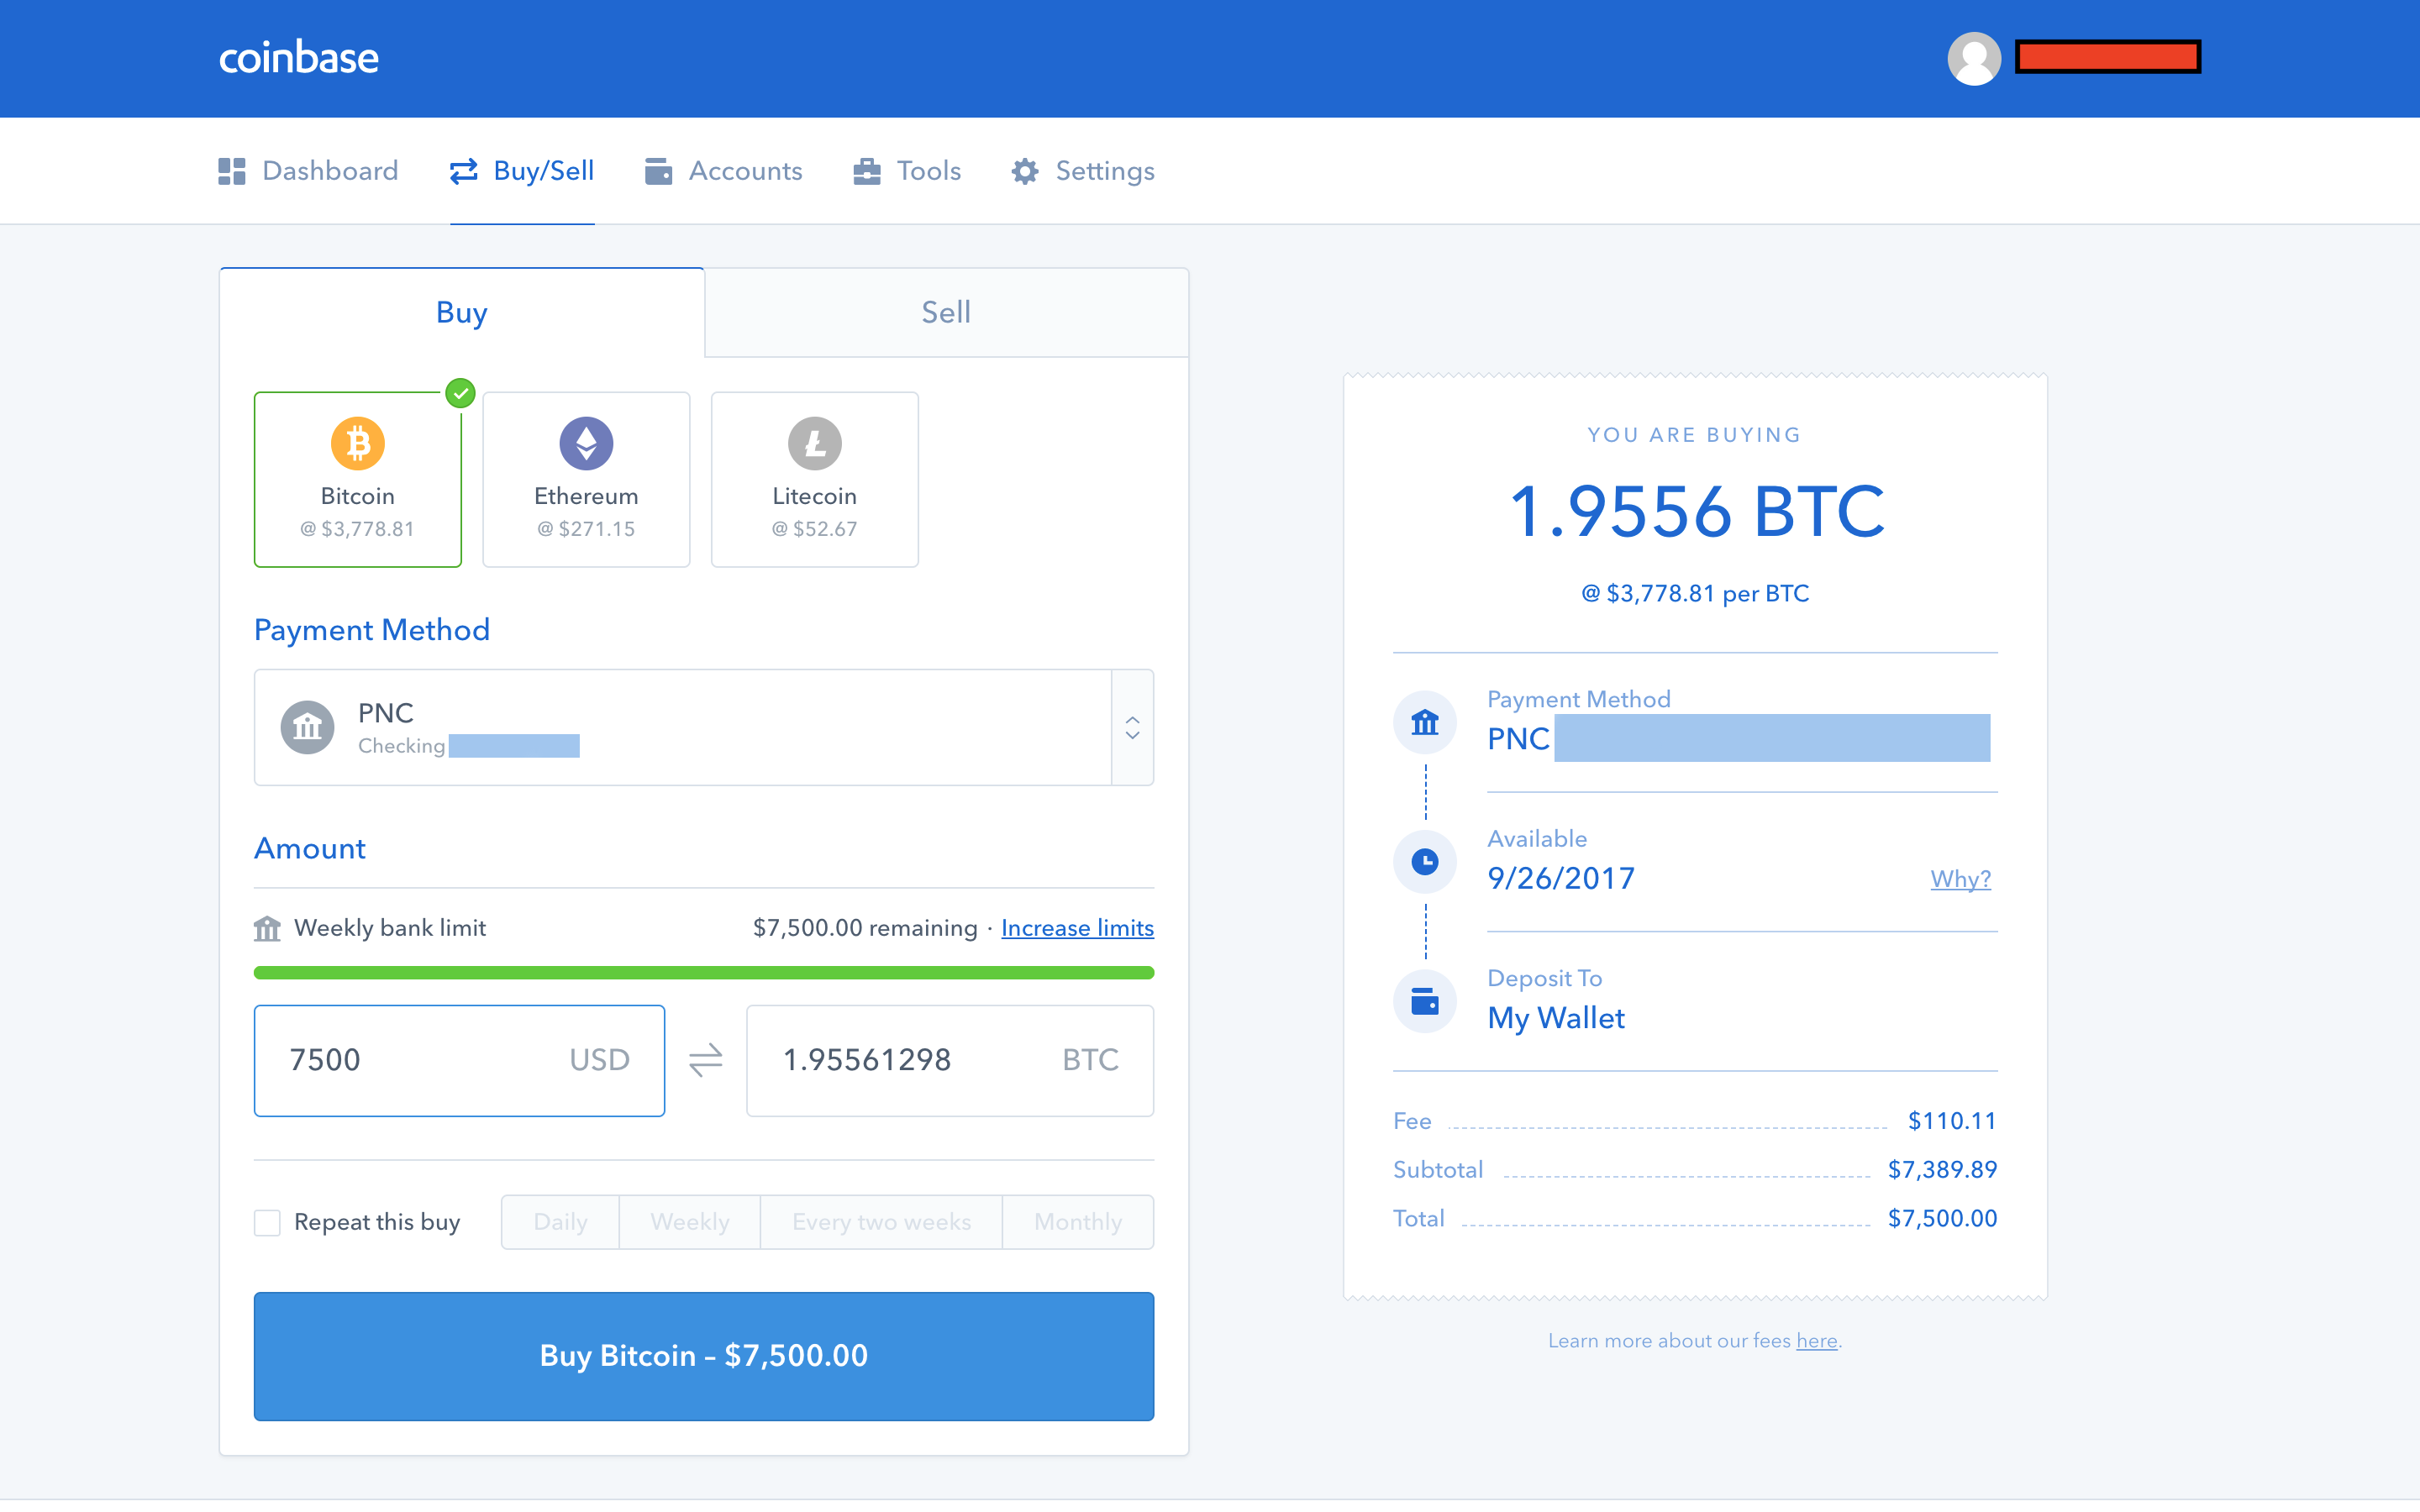 coinbase
Dashboard Buy/Sell Accounts Tools Settings
Buy Sell
Bitcoin Ethereum Litecoin
@ $3,778.81 @ $271.15 @ $52.67
Payment Method
PNC
Checking
Amount
Weekly bank limit $7,500.00 remaining · Increase limits
7500 USD 1.95561298 BTC
Repeat this buy Daily Weekly Every two weeks Monthly
Buy Bitcoin – $7,500.00
YOU ARE BUYING
1.9556 BTC
@ $3,778.81 per BTC
Payment Method
PNC
Available
9/26/2017 Why?
Deposit To
My Wallet
Fee $110.11
Subtotal $7,389.89
Total $7,500.00
Learn more about our fees here.